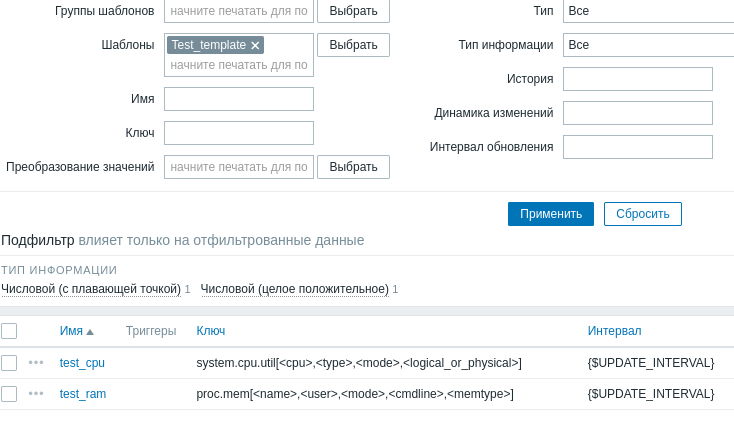 Группы шаблонов начните печатать для по Выбрать Тип Все
Шаблоны Test_template × Выбрать Тип информации Все
начните печатать для по
История
Имя
Динамика изменений
Ключ
Интервал обновления
Преобразование значений начните печатать для по Выбрать
Применить Сбросить
Подфильтр влияет только на отфильтрованные данные
ТИП ИНФОРМАЦИИ
Числовой (с плавающей точкой) 1 Числовой (целое положительное) 1
Имя Триггеры Ключ Интервал
test_cpu system.cpu.util[<cpu>,<type>,<mode>,<logical_or_physical>] {$UPDATE_INTERVAL}
test_ram proc.mem[<name>,<user>,<mode>,<cmdline>,<memtype>] {$UPDATE_INTERVAL}